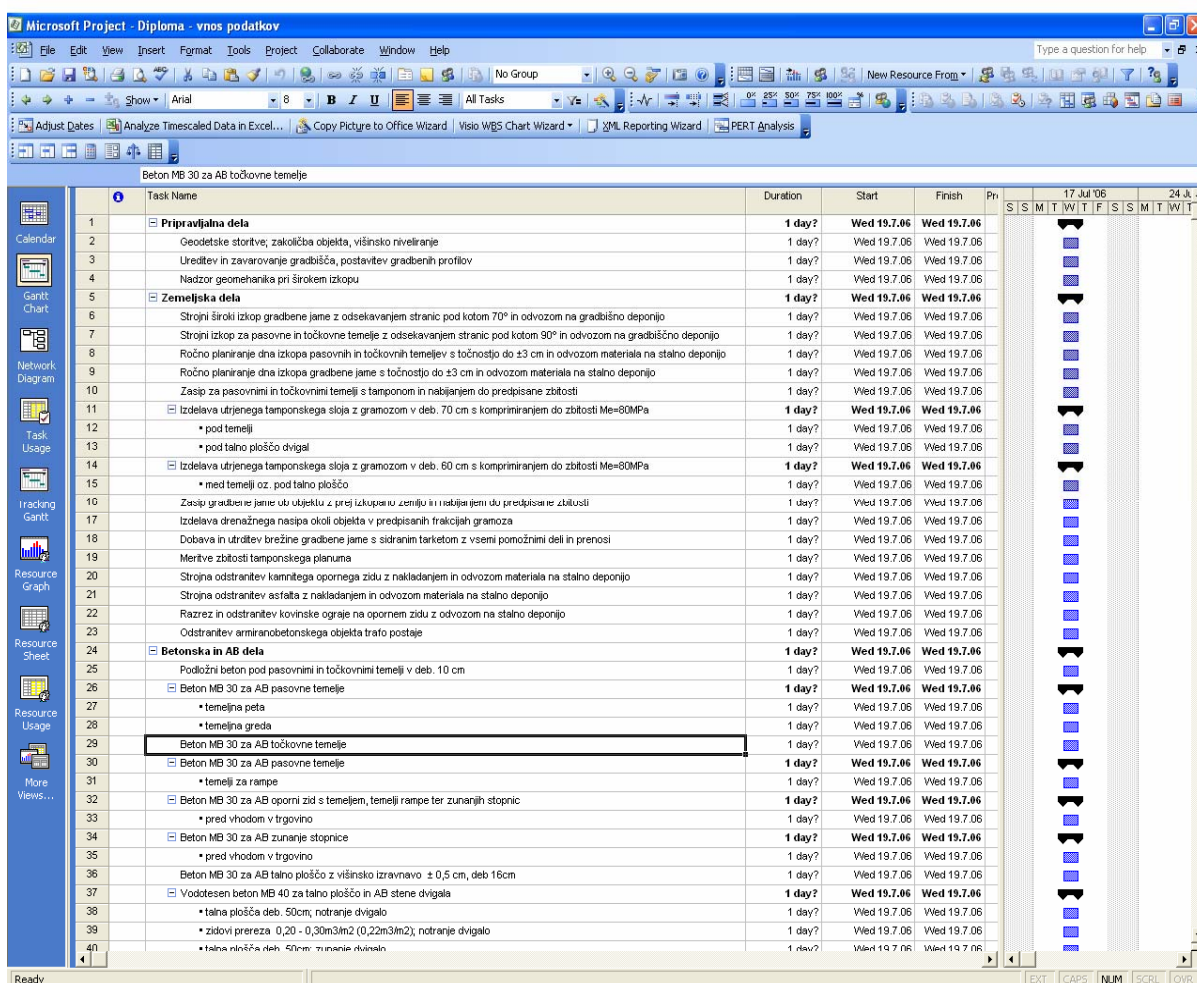 Microsoft Project - Diploma - vnos podatkov
File Edit View Insert Format Tools Project Collaborate Window Help Type a question for help
No Group New Resource From
Show Arial 8 B I U All Tasks 0% 25% 50% 75% 100%
Adjust Dates Analyze Timescaled Data in Excel... Copy Picture to Office Wizard Visio WBS Chart Wizard XML Reporting Wizard PERT Analysis
Beton MB 30 za AB točkovne temelje
Task Name Duration Start Finish Pr 17 Jul '06 24 Ju
S S M T W T F S S M T W T
1 Pripravljalna dela 1 day? Wed 19.7.06 Wed 19.7.06
2 Geodetske storitve; zakoličba objekta, višinsko niveliranje 1 day? Wed 19.7.06 Wed 19.7.06
3 Ureditev in zavarovanje gradbišča, postavitev gradbenih profilov 1 day? Wed 19.7.06 Wed 19.7.06
4 Nadzor geomehanika pri širokem izkopu 1 day? Wed 19.7.06 Wed 19.7.06
5 Zemeljska dela 1 day? Wed 19.7.06 Wed 19.7.06
6 Strojni široki izkop gradbene jame z odsekavanjem stranic pod kotom 70° in odvozom na gradbišno deponijo 1 day? Wed 19.7.06 Wed 19.7.06
7 Strojni izkop za pasovne in točkovne temelje z odsekavanjem stranic pod kotom 90° in odvozom na gradbiščno deponijo 1 day? Wed 19.7.06 Wed 19.7.06
8 Ročno planiranje dna izkopa pasovnih in točkovnih temeljev s točnostjo do ±3 cm in odvozom materiala na stalno deponijo 1 day? Wed 19.7.06 Wed 19.7.06
9 Ročno planiranje dna izkopa gradbene jame s točnostjo do ±3 cm in odvozom materiala na stalno deponijo 1 day? Wed 19.7.06 Wed 19.7.06
10 Zasip za pasovnimi in točkovnimi temelji s tamponom in nabijanjem do predpisane zbitosti 1 day? Wed 19.7.06 Wed 19.7.06
11 Izdelava utrjenega tamponskega sloja z gramozom v deb. 70 cm s komprimiranjem do zbitosti Me=80MPa 1 day? Wed 19.7.06 Wed 19.7.06
12 ▪ pod temelji 1 day? Wed 19.7.06 Wed 19.7.06
13 ▪ pod talno ploščo dvigal 1 day? Wed 19.7.06 Wed 19.7.06
14 Izdelava utrjenega tamponskega sloja z gramozom v deb. 60 cm s komprimiranjem do zbitosti Me=80MPa 1 day? Wed 19.7.06 Wed 19.7.06
15 ▪ med temelji oz. pod talno ploščo 1 day? Wed 19.7.06 Wed 19.7.06
16 Zasip gradbene jame ob objektu z prej izkopano zemljo in nabijanjem do predpisane zbitosti 1 day? Wed 19.7.06 Wed 19.7.06
17 Izdelava drenažnega nasipa okoli objekta v predpisanih frakcijah gramoza 1 day? Wed 19.7.06 Wed 19.7.06
18 Dobava in utrditev brežine gradbene jame s sidranim tarketom z vsemi pomožnimi deli in prenosi 1 day? Wed 19.7.06 Wed 19.7.06
19 Meritve zbitosti tamponskega planuma 1 day? Wed 19.7.06 Wed 19.7.06
20 Strojna odstranitev kamnitega opornega zidu z nakladanjem in odvozom materiala na stalno deponijo 1 day? Wed 19.7.06 Wed 19.7.06
21 Strojna odstranitev asfalta z nakladanjem in odvozom materiala na stalno deponijo 1 day? Wed 19.7.06 Wed 19.7.06
22 Razrez in odstranitev kovinske ograje na opornem zidu z odvozom na stalno deponijo 1 day? Wed 19.7.06 Wed 19.7.06
23 Odstranitev armiranobetonskega objekta trafo postaje 1 day? Wed 19.7.06 Wed 19.7.06
24 Betonska in AB dela 1 day? Wed 19.7.06 Wed 19.7.06
25 Podložni beton pod pasovnimi in točkovnimi temelji v deb. 10 cm 1 day? Wed 19.7.06 Wed 19.7.06
26 Beton MB 30 za AB pasovne temelje 1 day? Wed 19.7.06 Wed 19.7.06
27 ▪ temeljna peta 1 day? Wed 19.7.06 Wed 19.7.06
28 ▪ temeljna greda 1 day? Wed 19.7.06 Wed 19.7.06
29 Beton MB 30 za AB točkovne temelje 1 day? Wed 19.7.06 Wed 19.7.06
30 Beton MB 30 za AB pasovne temelje 1 day? Wed 19.7.06 Wed 19.7.06
31 ▪ temelji za rampe 1 day? Wed 19.7.06 Wed 19.7.06
32 Beton MB 30 za AB oporni zid s temeljem, temelji rampe ter zunanjih stopnic 1 day? Wed 19.7.06 Wed 19.7.06
33 ▪ pred vhodom v trgovino 1 day? Wed 19.7.06 Wed 19.7.06
34 Beton MB 30 za AB zunanje stopnice 1 day? Wed 19.7.06 Wed 19.7.06
35 ▪ pred vhodom v trgovino 1 day? Wed 19.7.06 Wed 19.7.06
36 Beton MB 30 za AB talno ploščo z višinsko izravnavo ± 0,5 cm, deb 16cm 1 day? Wed 19.7.06 Wed 19.7.06
37 Vodotesen beton MB 40 za talno ploščo in AB stene dvigala 1 day? Wed 19.7.06 Wed 19.7.06
38 ▪ talna plošča deb. 50cm; notranje dvigalo 1 day? Wed 19.7.06 Wed 19.7.06
39 ▪ zidovi prereza 0,20 - 0,30m3/m2 (0,22m3/m2); notranje dvigalo 1 day? Wed 19.7.06 Wed 19.7.06
40 ▪ talna plošča deb. 50cm; zunanje dvigalo 1 day? Wed 19.7.06 Wed 19.7.06
Calendar
Gantt
Chart
Network
Diagram
Task
Usage
Tracking
Gantt
Resource
Graph
Resource
Sheet
Resource
Usage
More
Views...
Ready EXT CAPS NUM SCRL OVR